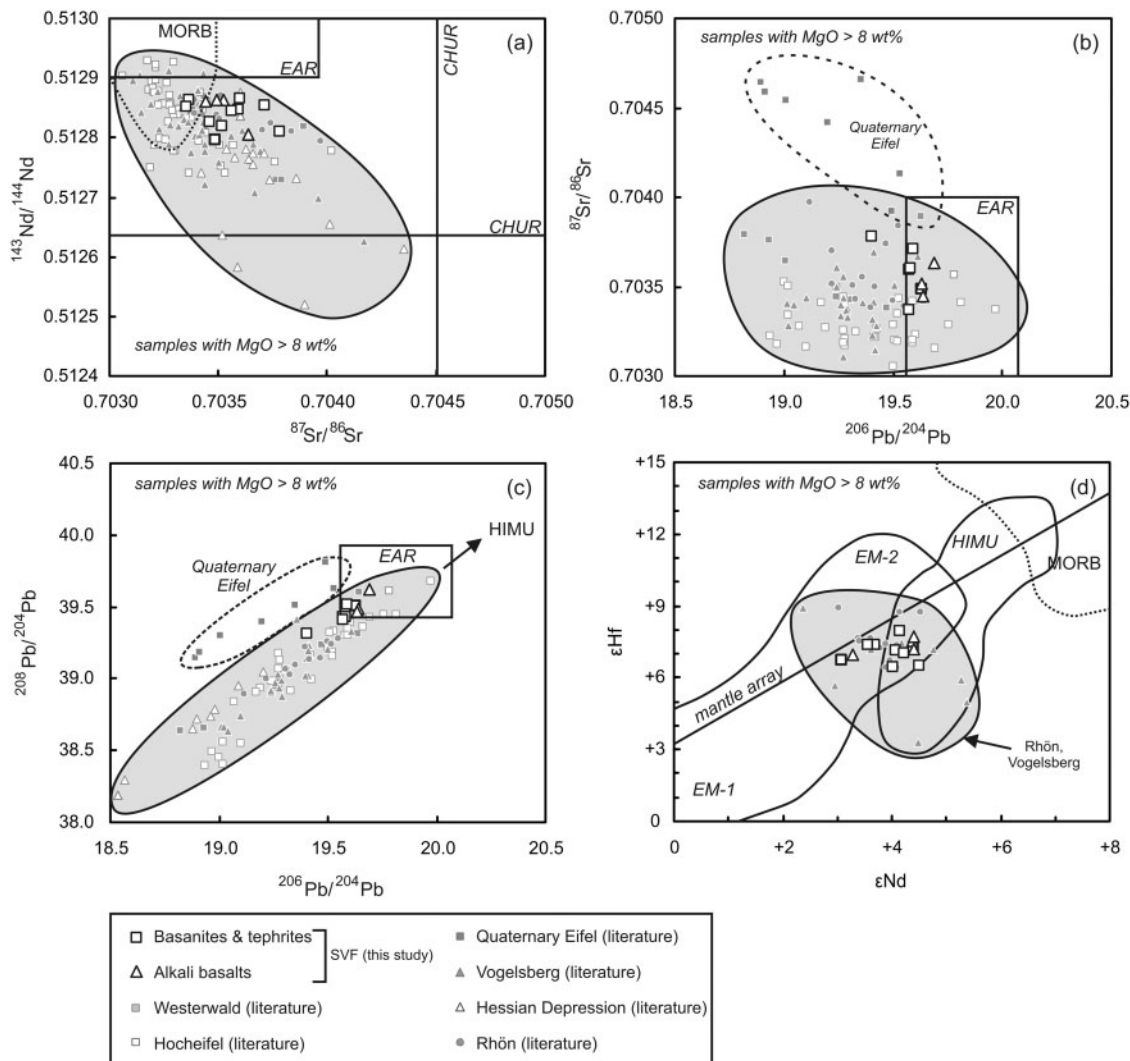 0.5130
0.5129
0.5128
0.5127
0.5126
0.5125
0.5124
143Nd/144Nd
MORB
EAR
CHUR
(a)
CHUR
samples with MgO > 8 wt%
0.7030
0.7035
0.7040
0.7045
0.7050
87Sr/86Sr
0.7050
0.7045
0.7040
0.7035
0.7030
87Sr/86Sr
samples with MgO > 8 wt%
(b)
Quaternary
Eifel
EAR
18.5
19.0
19.5
20.0
20.5
206Pb/204Pb
40.5
40.0
39.5
39.0
38.5
38.0
208Pb/204Pb
samples with MgO > 8 wt%
(c)
HIMU
EAR
Quaternary
Eifel
18.5
19.0
19.5
20.0
20.5
206Pb/204Pb
+15
+12
+9
+6
+3
0
εHf
samples with MgO > 8 wt%
(d)
EM-2
HIMU
MORB
mantle array
EM-1
Rhön,
Vogelsberg
0
+2
+4
+6
+8
εNd
Basanites & tephrites
Alkali basalts
SVF (this study)
Westerwald (literature)
Hocheifel (literature)
Quaternary Eifel (literature)
Vogelsberg (literature)
Hessian Depression (literature)
Rhön (literature)